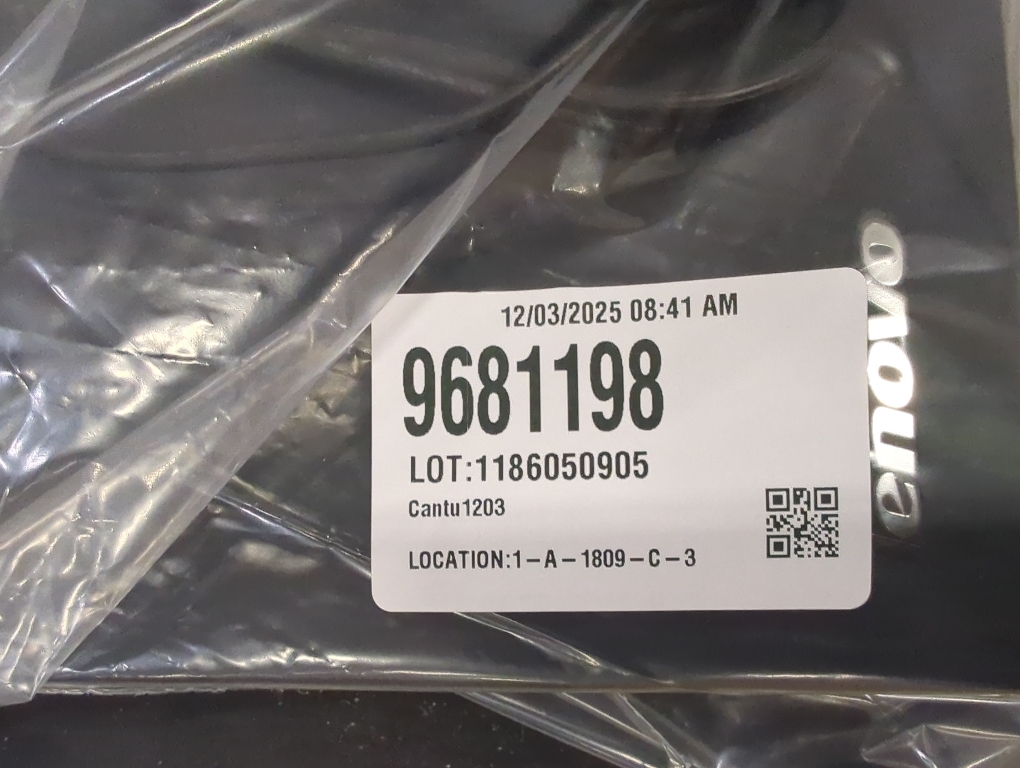 12/03/2025 08:41 AM
9681198
LOT:1186050905
Cantu1203
LOCATION:1-A-1809-C-3
enovo